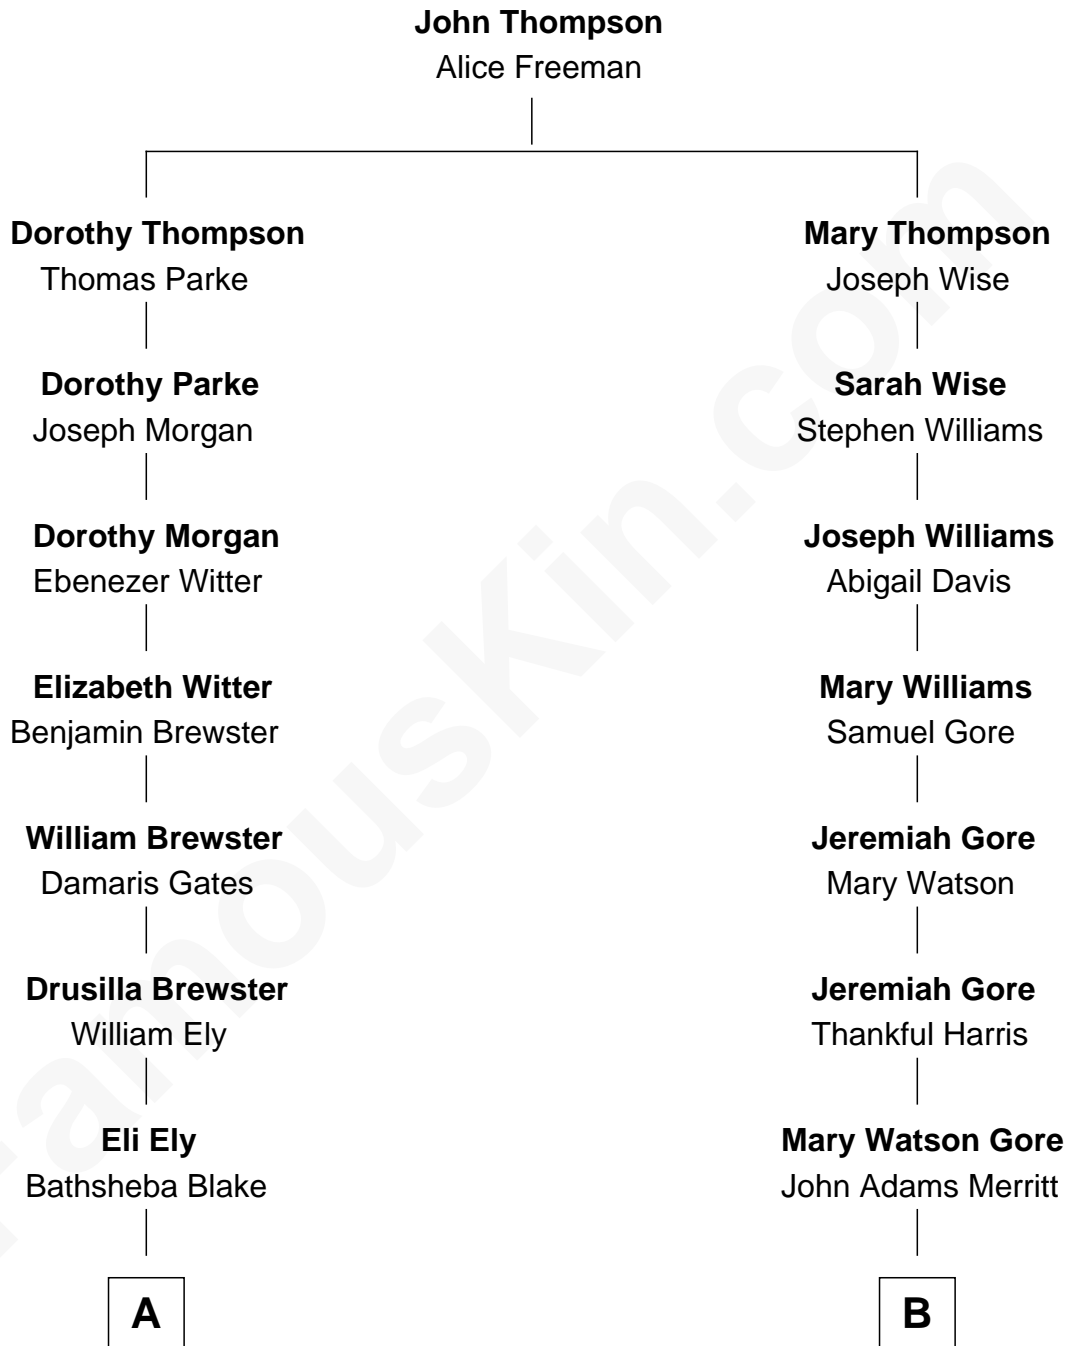 John Thompson
Alice Freeman
Dorothy Thompson
Thomas Parke
Mary Thompson
Joseph Wise
Dorothy Parke
Joseph Morgan
Sarah Wise
Stephen Williams
Dorothy Morgan
Ebenezer Witter
Joseph Williams
Abigail Davis
Elizabeth Witter
Benjamin Brewster
Mary Williams
Samuel Gore
William Brewster
Damaris Gates
Jeremiah Gore
Mary Watson
Drusilla Brewster
William Ely
Jeremiah Gore
Thankful Harris
Eli Ely
Bathsheba Blake
Mary Watson Gore
John Adams Merritt
A
B
FamousKin.com